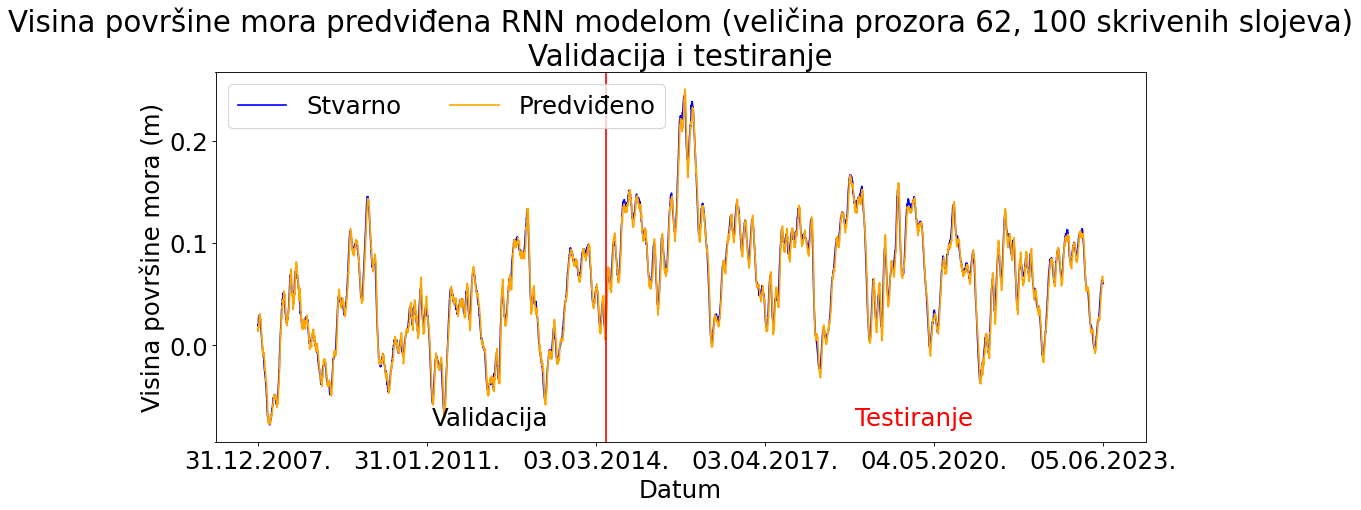 Visina površine mora predviđena RNN modelom (veličina prozora 62, 100 skrivenih slojeva)
Validacija i testiranje
Stvarno
Predviđeno
Visina površine mora (m)
0.2
0.1
0.0
Validacija
Testiranje
31.12.2007.
31.01.2011.
03.03.2014.
03.04.2017.
04.05.2020.
05.06.2023.
Datum